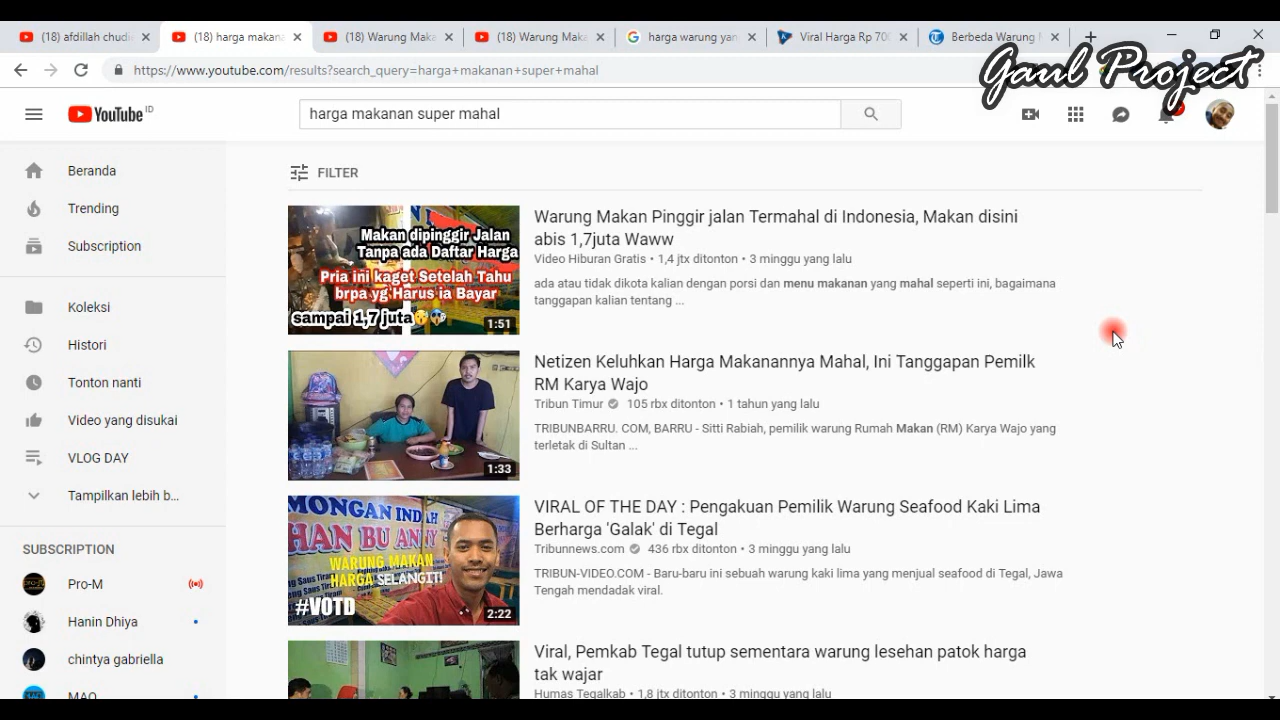 (18) afdillah chudi
(18) harga makana
(18) Warung Maka
(18) Warung Maka
harga warung yan
Viral Harga Rp 700
Berbeda Warung M
Gaul Project
https://www.youtube.com/results?search_query=harga+makanan+super+mahal
YouTube ID
harga makanan super mahal
Beranda
Trending
Subscription
Koleksi
Histori
Tonton nanti
Video yang disukai
VLOG DAY
Tampilkan lebih b...
SUBSCRIPTION
Pro-M
Hanin Dhiya
chintya gabriella
MAO
FILTER
Makan dipinggir Jalan
Tanpa ada Daftar Harga
Pria ini kaget Setelah Tahu
brpa yg Harus ia Bayar
sampai 1,7 juta
1:51
Warung Makan Pinggir jalan Termahal di Indonesia, Makan disini
abis 1,7juta Waww
Video Hiburan Gratis • 1,4 jtx ditonton • 3 minggu yang lalu
ada atau tidak dikota kalian dengan porsi dan menu makanan yang mahal seperti ini, bagaimana
tanggapan kalian tentang ...
1:33
Netizen Keluhkan Harga Makanannya Mahal, Ini Tanggapan Pemilk
RM Karya Wajo
Tribun Timur 105 rbx ditonton • 1 tahun yang lalu
TRIBUNBARRU. COM, BARRU - Sitti Rabiah, pemilik warung Rumah Makan (RM) Karya Wajo yang
terletak di Sultan ...
MONGAN INDAH
HAN BU ANNY
WARUNG MAKAN
HARGA SELANGIT!
#VOTD
2:22
VIRAL OF THE DAY : Pengakuan Pemilik Warung Seafood Kaki Lima
Berharga 'Galak' di Tegal
Tribunnews.com 436 rbx ditonton • 3 minggu yang lalu
TRIBUN-VIDEO.COM - Baru-baru ini sebuah warung kaki lima yang menjual seafood di Tegal, Jawa
Tengah mendadak viral.
Viral, Pemkab Tegal tutup sementara warung lesehan patok harga
tak wajar
Humas Tegalkab • 1,8 jtx ditonton • 3 minggu yang lalu